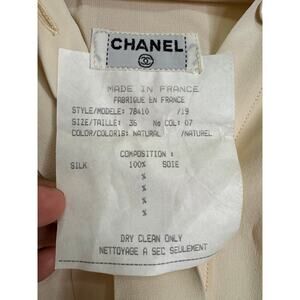 CHANEL
MADE IN FRANCE
FABRIQUE EN FRANCE
STYLE/MODELE: 78410 /19
SIZE/TAILLE: 36 No COL: 07
COLOR/COLORIS: NATURAL /NATUREL
COMPOSITION :
SILK 100% SOIE
%
%
%
%
DRY CLEAN ONLY
NETTOYAGE A SEC SEULEMENT